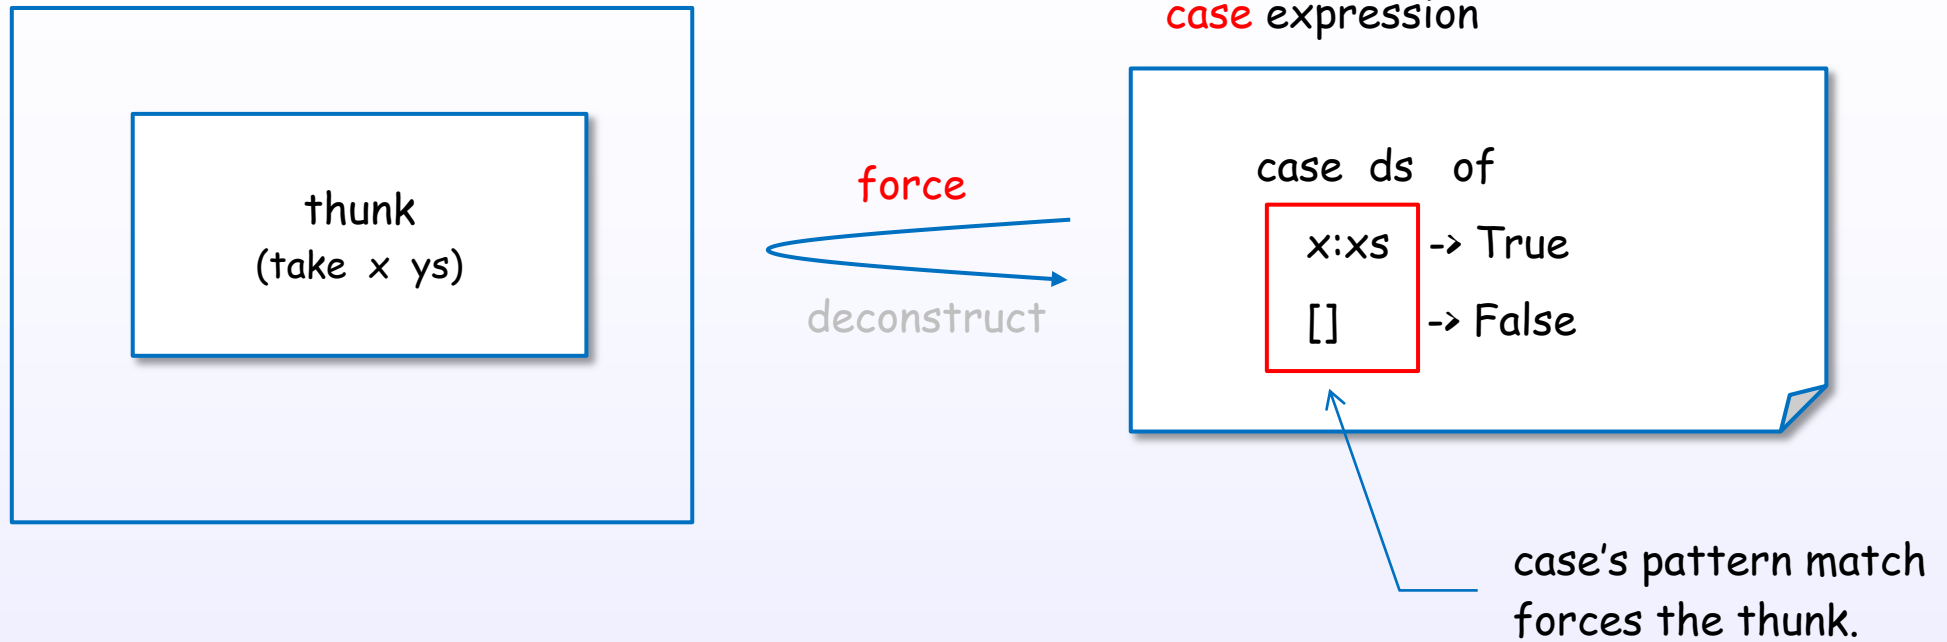 case expression
thunk
(take x ys)
force
deconstruct
case ds of
x:xs -> True
[] -> False
case's pattern match
forces the thunk.